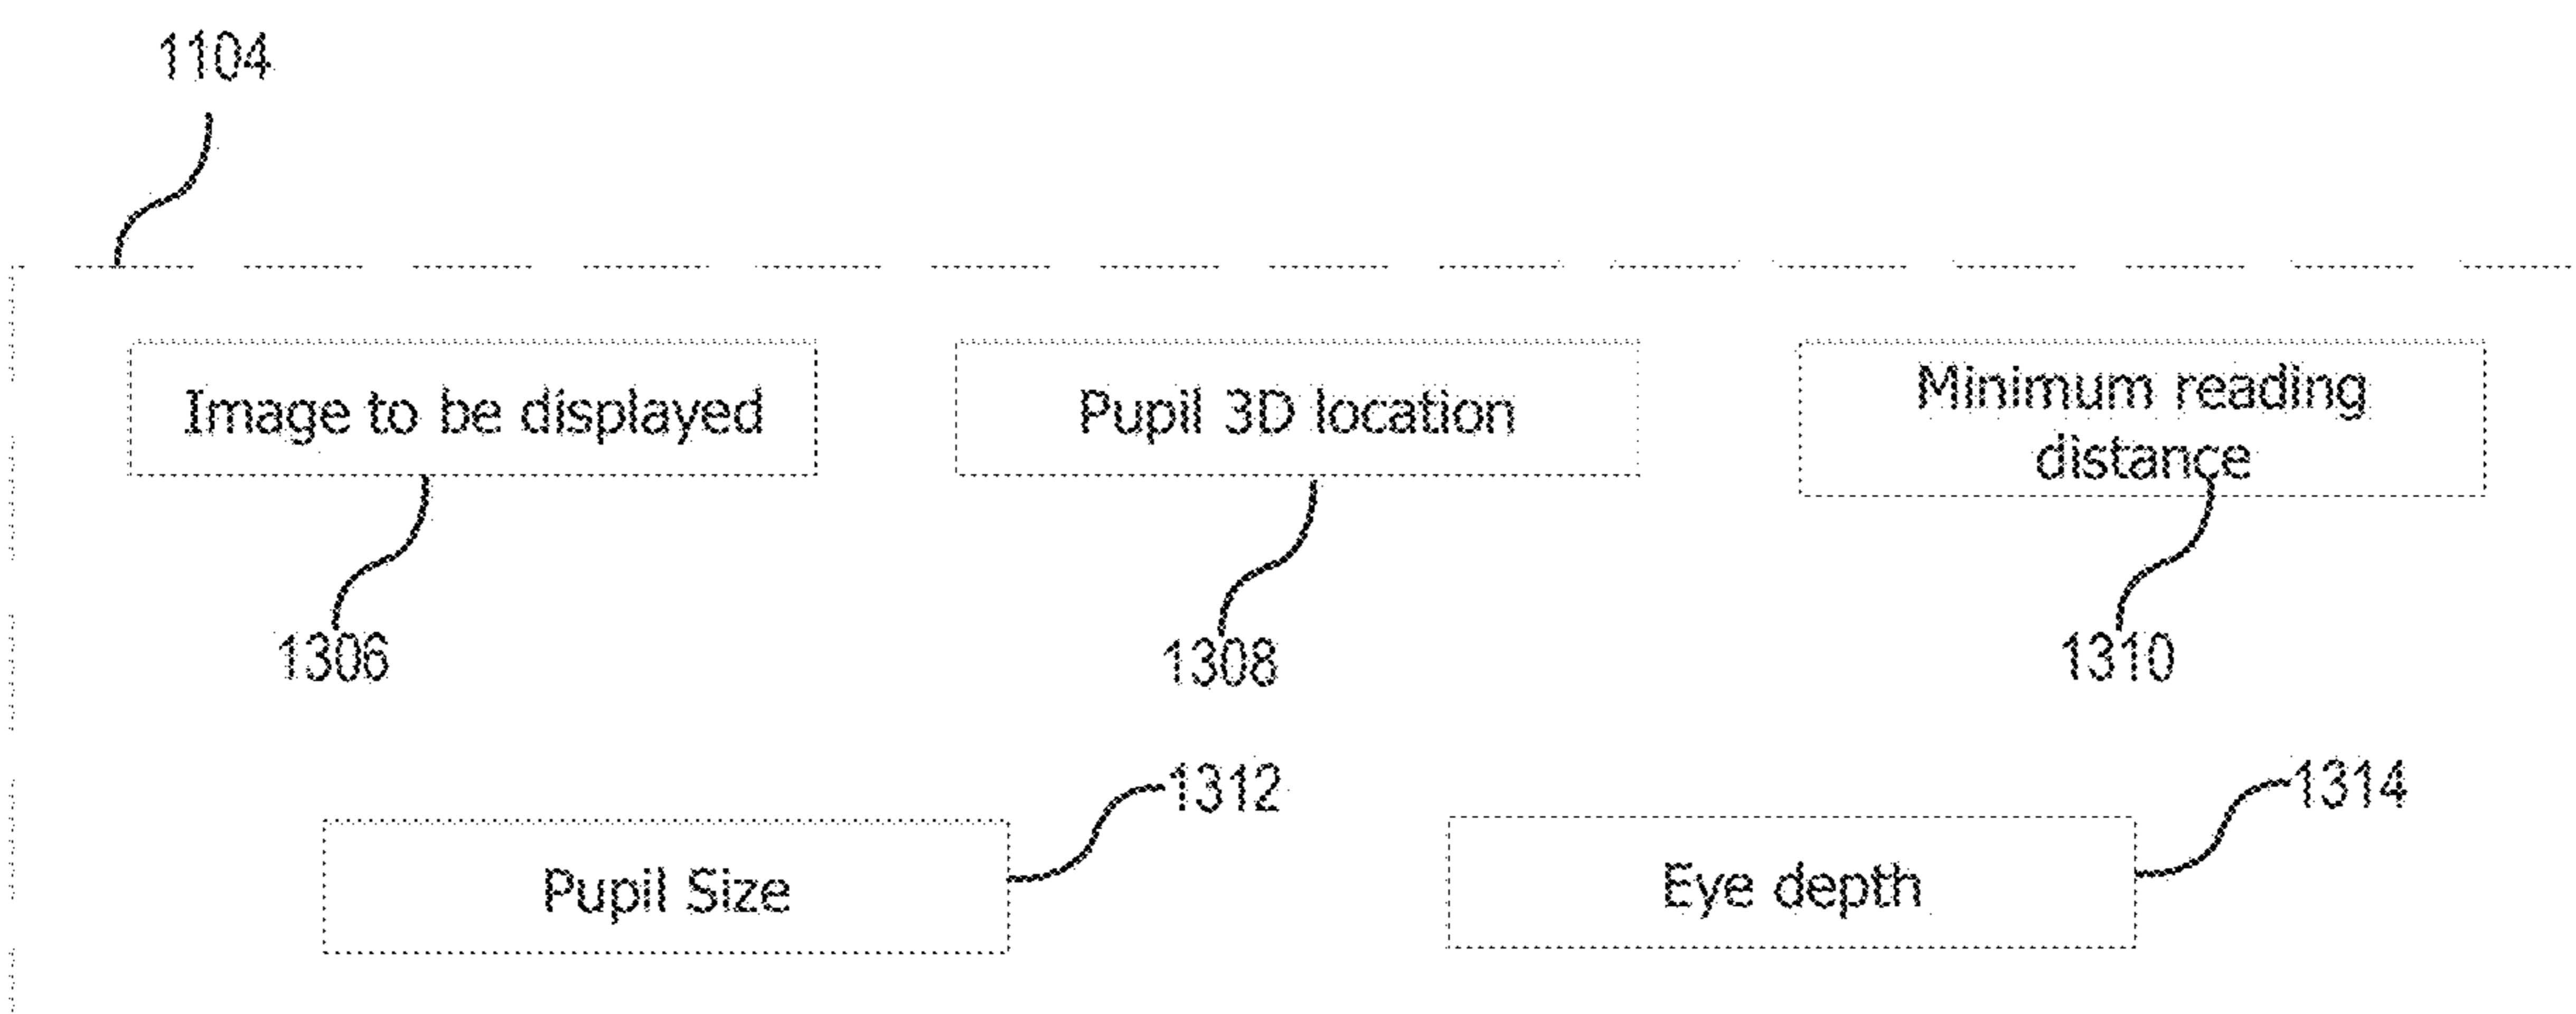 1104
Image to be displayed
Pupil 3D location
Minimum reading
distance
1306
1308
1310
1312
1314
Pupil Size
Eye depth